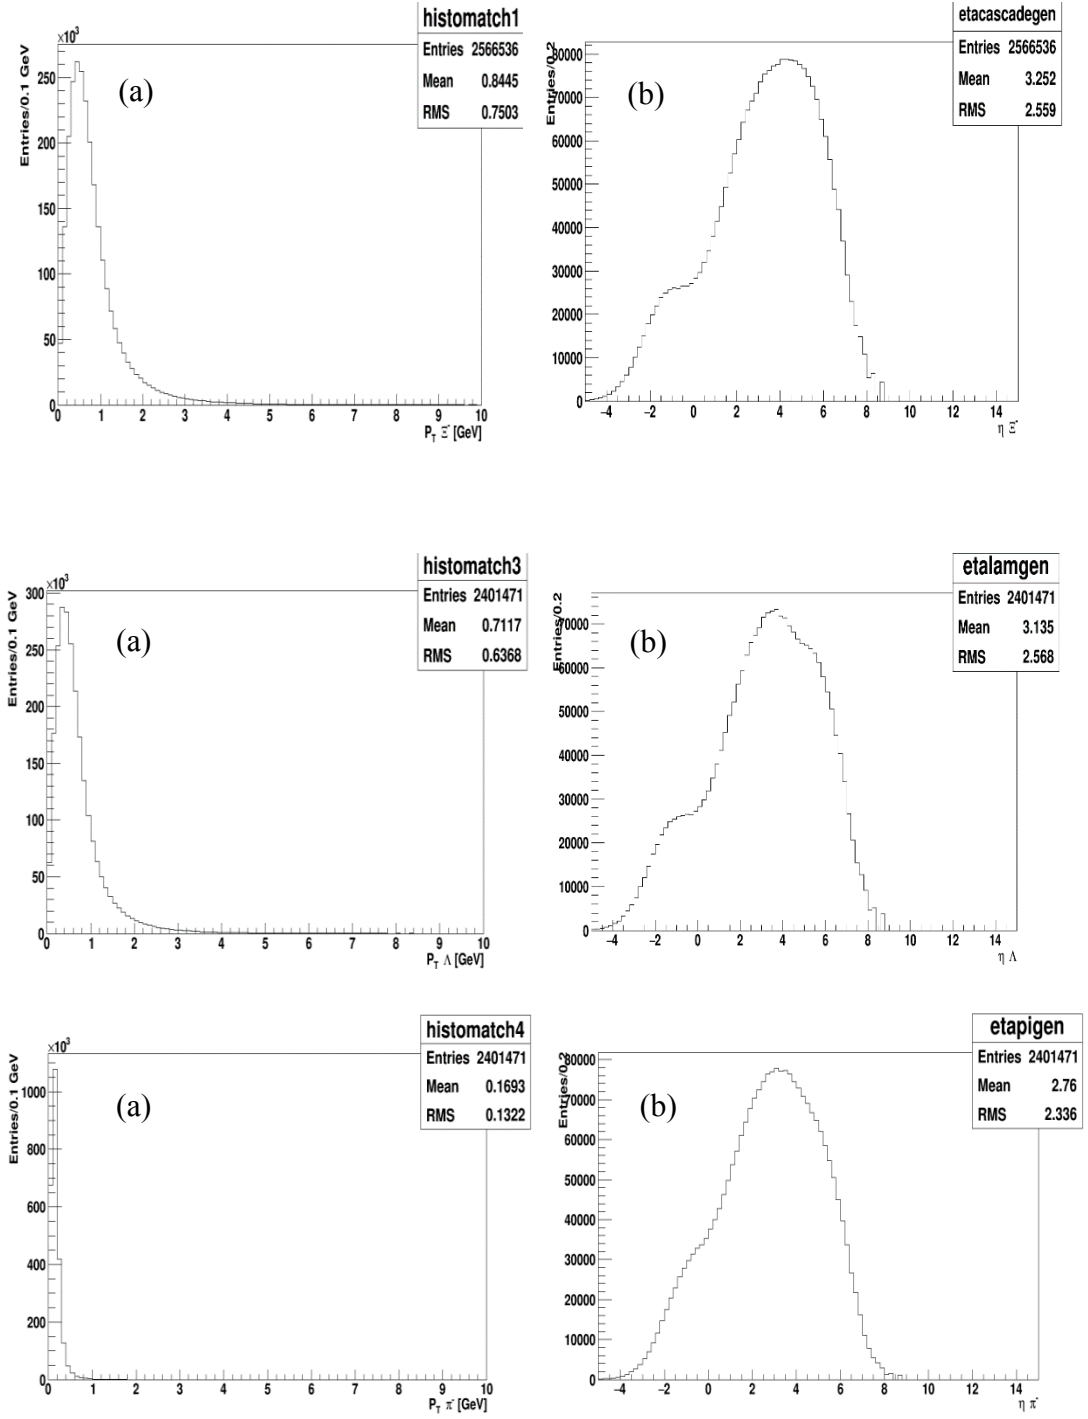 histomatch1
Entries 2566536
Mean 0.8445
RMS 0.7503
×10³
Entries/0.1 GeV
(a)
250
200
150
100
50
0
0 1 2 3 4 5 6 7 8 9 10
P_T Ξ⁻ [GeV]
etacascadegen
Entries 2566536
Mean 3.252
RMS 2.559
Entries/0.2
(b)
80000
70000
60000
50000
40000
30000
20000
10000
0
−4 −2 0 2 4 6 8 10 12 14
η Ξ⁻
histomatch3
Entries 2401471
Mean 0.7117
RMS 0.6368
×10³
Entries/0.1 GeV
(a)
300
250
200
150
100
50
0
0 1 2 3 4 5 6 7 8 9 10
P_T Λ [GeV]
etalamgen
Entries 2401471
Mean 3.135
RMS 2.568
Entries/0.2
(b)
70000
60000
50000
40000
30000
20000
10000
0
−4 −2 0 2 4 6 8 10 12 14
η Λ
histomatch4
Entries 2401471
Mean 0.1693
RMS 0.1322
×10³
Entries/0.1 GeV
(a)
1000
800
600
400
200
0
0 1 2 3 4 5 6 7 8 9 10
P_T π⁻ [GeV]
etapigen
Entries 2401471
Mean 2.76
RMS 2.336
Entries/0.2
(b)
80000
70000
60000
50000
40000
30000
20000
10000
0
−4 −2 0 2 4 6 8 10 12 14
η π⁻